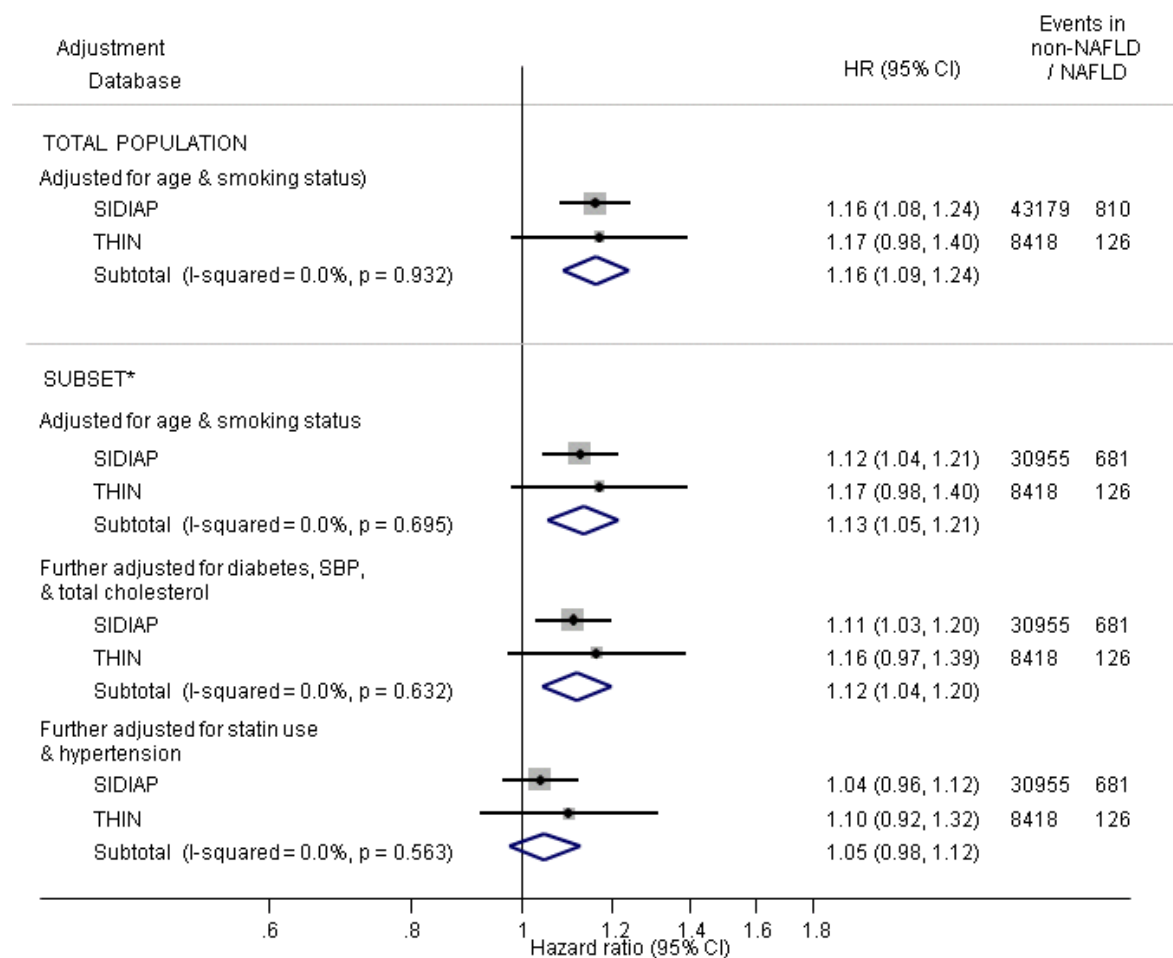 Adjustment
Database
HR (95% CI)
Events in
non-NAFLD
/ NAFLD
TOTAL POPULATION
Adjusted for age & smoking status)
SIDIAP 1.16 (1.08, 1.24) 43179 810
THIN 1.17 (0.98, 1.40) 8418 126
Subtotal (I-squared = 0.0%, p = 0.932) 1.16 (1.09, 1.24)
SUBSET*
Adjusted for age & smoking status
SIDIAP 1.12 (1.04, 1.21) 30955 681
THIN 1.17 (0.98, 1.40) 8418 126
Subtotal (I-squared = 0.0%, p = 0.695) 1.13 (1.05, 1.21)
Further adjusted for diabetes, SBP,
& total cholesterol
SIDIAP 1.11 (1.03, 1.20) 30955 681
THIN 1.16 (0.97, 1.39) 8418 126
Subtotal (I-squared = 0.0%, p = 0.632) 1.12 (1.04, 1.20)
Further adjusted for statin use
& hypertension
SIDIAP 1.04 (0.96, 1.12) 30955 681
THIN 1.10 (0.92, 1.32) 8418 126
Subtotal (I-squared = 0.0%, p = 0.563) 1.05 (0.98, 1.12)
.6 .8 1 1.2 1.4 1.6 1.8
Hazard ratio (95% CI)